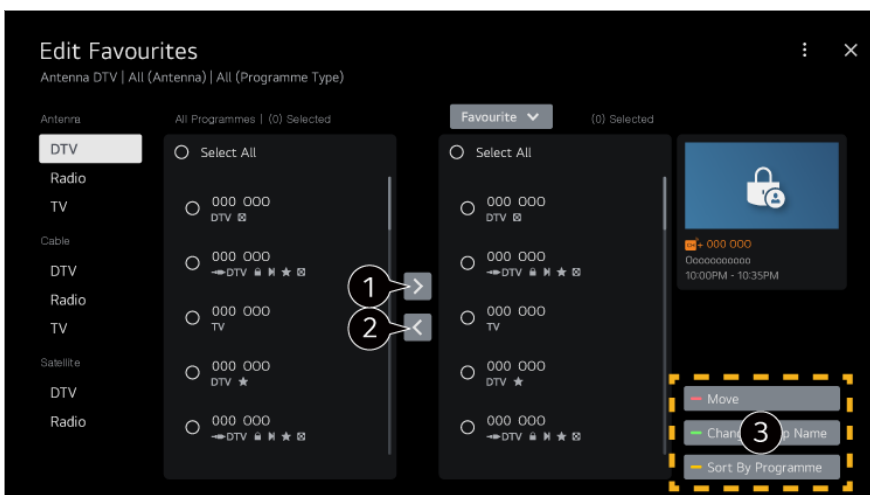 Edit Favourites
Antenna DTV | All (Antenna) | All (Programme Type)
Antenna
DTV
Radio
TV
Cable
DTV
Radio
TV
Satellite
DTV
Radio
All Programmes | (0) Selected
Select All
000 000
DTV
000 000
DTV
000 000
TV
000 000
DTV
000 000
DTV
1
2
Favourite
(0) Selected
Select All
000 000
DTV
000 000
DTV
000 000
TV
000 000
DTV
000 000
DTV
CH+ 000 000
Ooooooooooo
10:00PM - 10:35PM
Move
3
Name
Sort By Programme